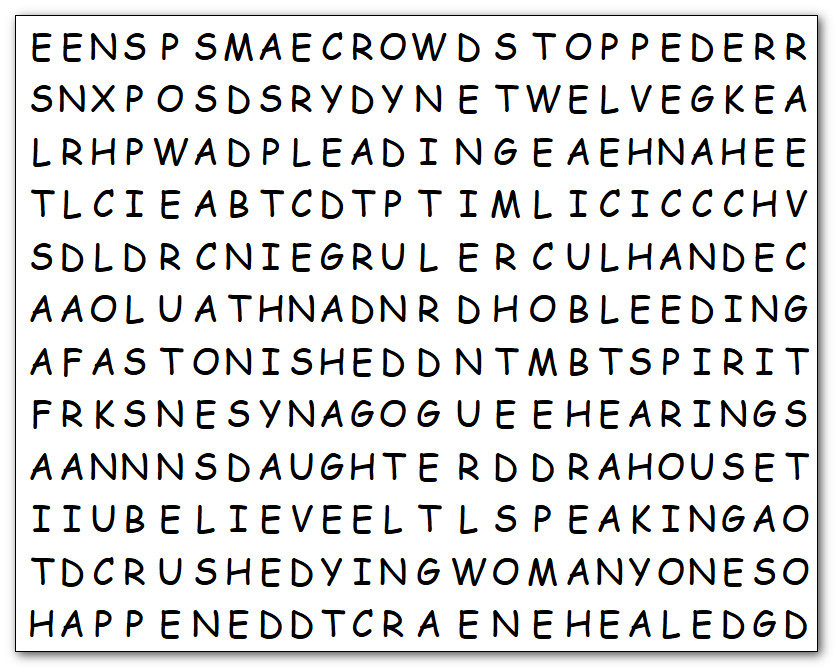 EENSPSMAECROWDSTOPPEDERR
SNXPOSDSRYDYNETWELVEGKEA
LRHPWADPLEADINGEAEHNAHEE
TLCIEABTCDTPTIMLICICCCHV
SDLDRCNIEGRULERCULHANDEC
AAOLUATHNADNRDHOBLEEDING
AFASTONISHEDDNTMBTSPIRIT
FRKSNESYNAGOGUEEHEARINGS
AANNNSDAUGHTERDDRAHOUSET
IIUBELIEVEELTLSPEAKINGAO
TDCRUSHEDYINGWOMANYONESO
HAPPENEDDTCRAENEHEALEDGD